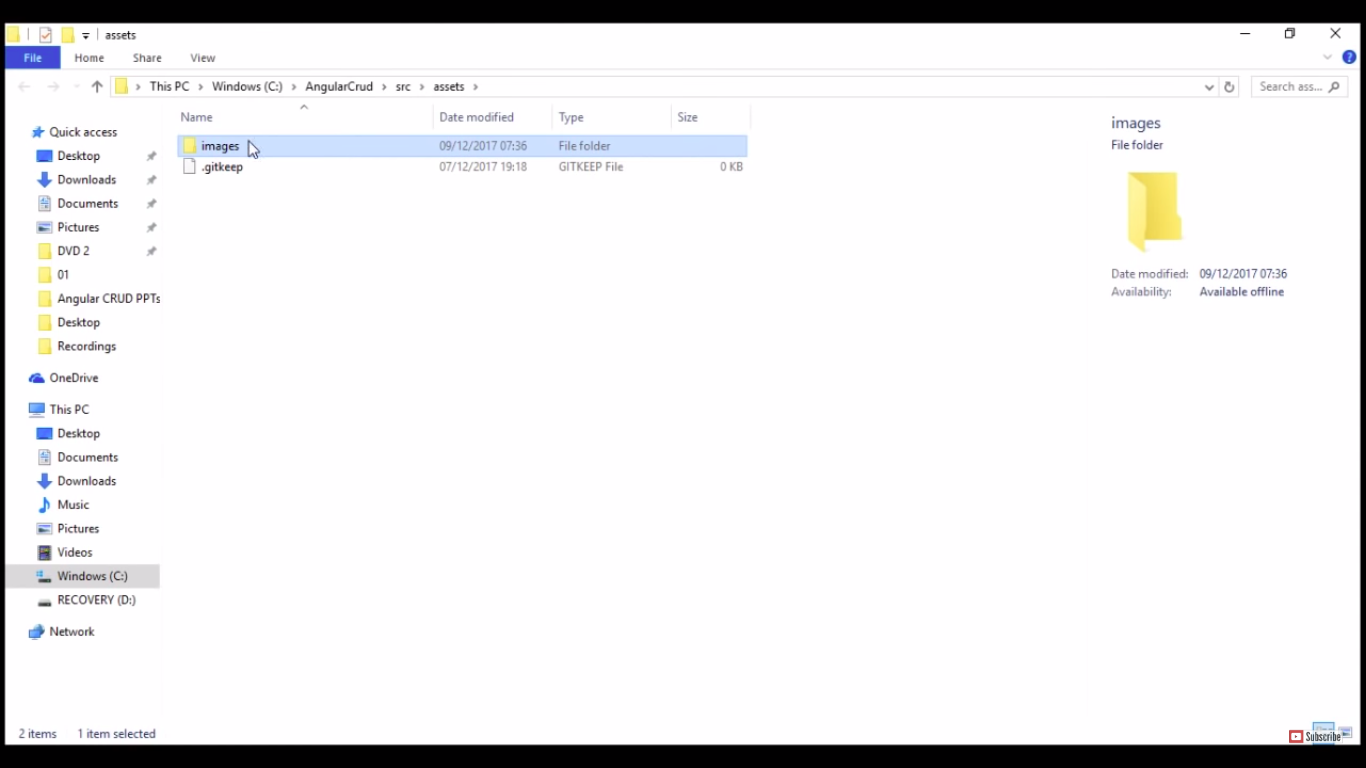 assets
File Home Share View
This PC Windows (C:) AngularCrud src assets
Search ass...
Name Date modified Type Size
images 09/12/2017 07:36 File folder
.gitkeep 07/12/2017 19:18 GITKEEP File 0 KB
Quick access
Desktop
Downloads
Documents
Pictures
DVD 2
01
Angular CRUD PPTs
Desktop
Recordings
OneDrive
This PC
Desktop
Documents
Downloads
Music
Pictures
Videos
Windows (C:)
RECOVERY (D:)
Network
images
File folder
Date modified: 09/12/2017 07:36
Availability: Available offline
2 items 1 item selected
Subscribe